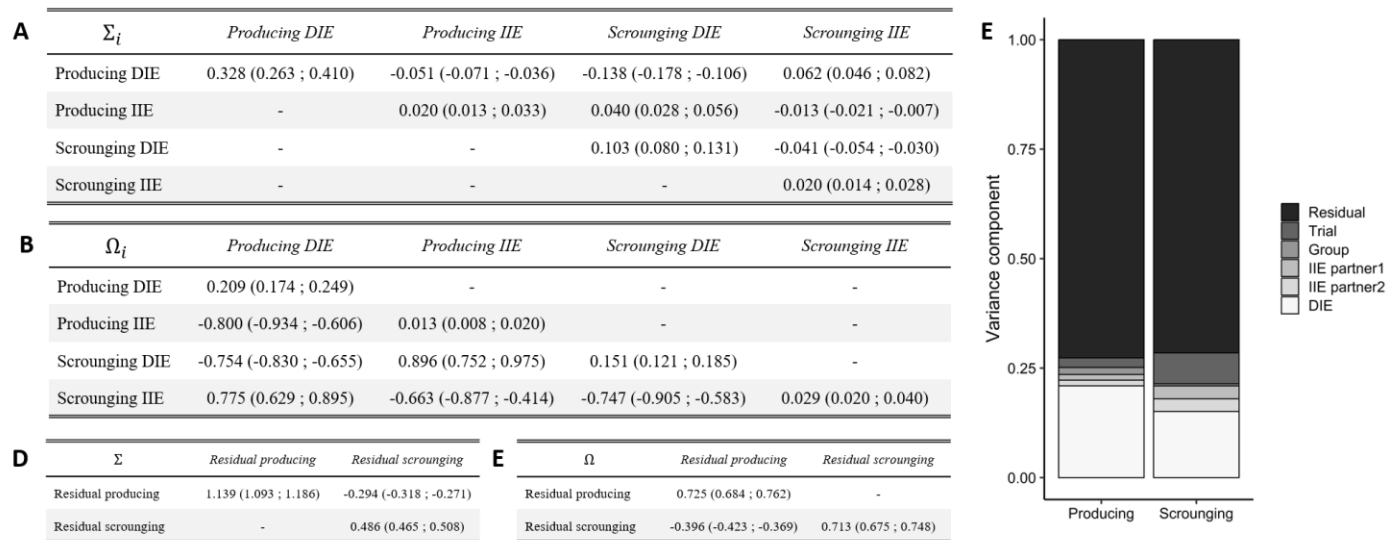 A
Σi Producing DIE Producing IIE Scrounging DIE Scrounging IIE
Producing DIE 0.328 (0.263 ; 0.410) -0.051 (-0.071 ; -0.036) -0.138 (-0.178 ; -0.106) 0.062 (0.046 ; 0.082)
Producing IIE - 0.020 (0.013 ; 0.033) 0.040 (0.028 ; 0.056) -0.013 (-0.021 ; -0.007)
Scrounging DIE - - 0.103 (0.080 ; 0.131) -0.041 (-0.054 ; -0.030)
Scrounging IIE - - - 0.020 (0.014 ; 0.028)
B
Ωi Producing DIE Producing IIE Scrounging DIE Scrounging IIE
Producing DIE 0.209 (0.174 ; 0.249) - - -
Producing IIE -0.800 (-0.934 ; -0.606) 0.013 (0.008 ; 0.020) - -
Scrounging DIE -0.754 (-0.830 ; -0.655) 0.896 (0.752 ; 0.975) 0.151 (0.121 ; 0.185) -
Scrounging IIE 0.775 (0.629 ; 0.895) -0.663 (-0.877 ; -0.414) -0.747 (-0.905 ; -0.583) 0.029 (0.020 ; 0.040)
D
Σ Residual producing Residual scrounging
Residual producing 1.139 (1.093 ; 1.186) -0.294 (-0.318 ; -0.271)
Residual scrounging - 0.486 (0.465 ; 0.508)
E
Ω Residual producing Residual scrounging
Residual producing 0.725 (0.684 ; 0.762) -
Residual scrounging -0.396 (-0.423 ; -0.369) 0.713 (0.675 ; 0.748)
E
Variance component
1.00
0.75
0.50
0.25
0.00
Producing Scrounging
Residual
Trial
Group
IIE partner1
IIE partner2
DIE